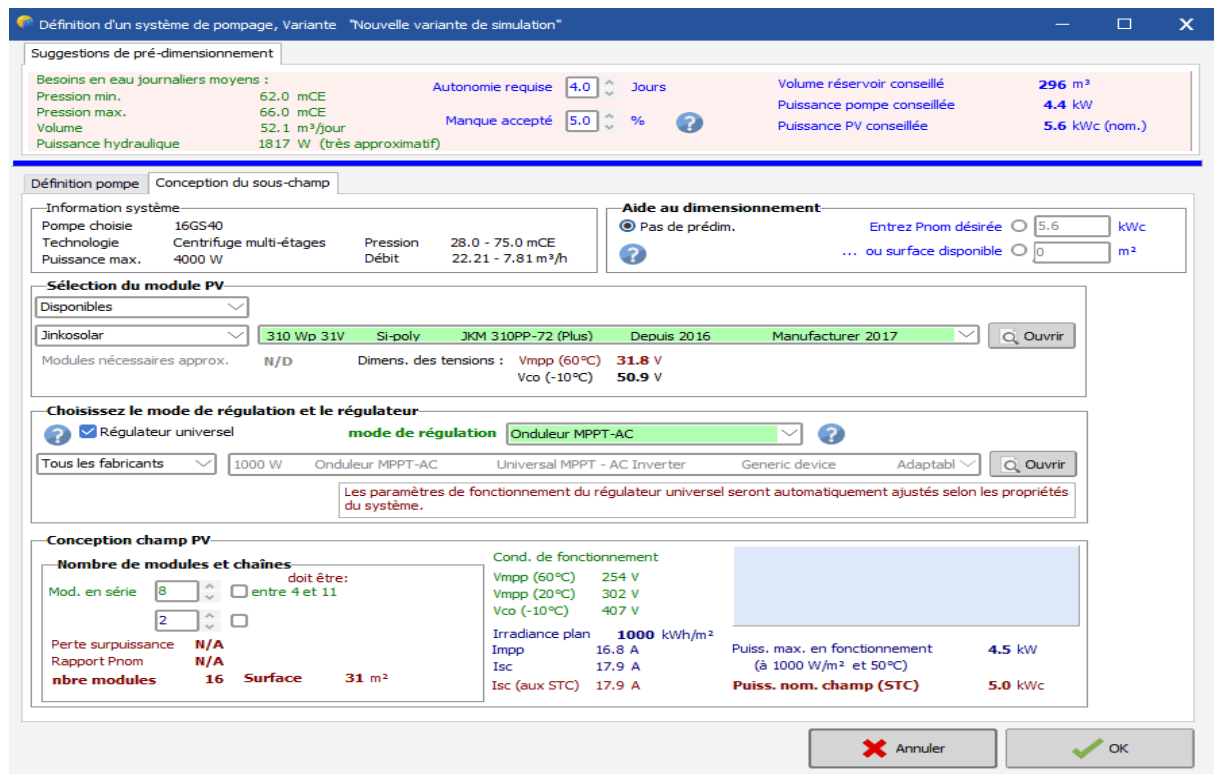 Définition d'un système de pompage, Variante "Nouvelle variante de simulation"
Suggestions de pré-dimensionnement
Besoins en eau journaliers moyens :
Pression min. 62.0 mCE
Pression max. 66.0 mCE
Volume 52.1 m³/jour
Puissance hydraulique 1817 W (très approximatif)
Autonomie requise 4.0 Jours
Manque accepté 5.0 % ?
Volume réservoir conseillé 296 m³
Puissance pompe conseillée 4.4 kW
Puissance PV conseillée 5.6 kWc (nom.)
Définition pompe Conception du sous-champ
Information système
Pompe choisie 16GS40
Technologie Centrifuge multi-étages Pression 28.0 - 75.0 mCE
Puissance max. 4000 W Débit 22.21 - 7.81 m³/h
Aide au dimensionnement
Pas de prédim. Entrez Pnom désirée 5.6 kWc
? ... ou surface disponible 0 m²
Sélection du module PV
Disponibles
Jinkosolar 310 Wp 31V Si-poly JKM 310PP-72 (Plus) Depuis 2016 Manufacturer 2017 Ouvrir
Modules nécessaires approx. N/D Dimens. des tensions : Vmpp (60°C) 31.8 V
Vco (-10°C) 50.9 V
Choisissez le mode de régulation et le régulateur
? Régulateur universel mode de régulation Onduleur MPPT-AC ?
Tous les fabricants 1000 W Onduleur MPPT-AC Universal MPPT - AC Inverter Generic device Adaptabl Ouvrir
Les paramètres de fonctionnement du régulateur universel seront automatiquement ajustés selon les propriétés
du système.
Conception champ PV
Nombre de modules et chaînes
doit être:
Mod. en série 8 entre 4 et 11
2
Perte surpuissance N/A
Rapport Pnom N/A
nbre modules 16 Surface 31 m²
Cond. de fonctionnement
Vmpp (60°C) 254 V
Vmpp (20°C) 302 V
Vco (-10°C) 407 V
Irradiance plan 1000 kWh/m²
Impp 16.8 A
Isc 17.9 A
Isc (aux STC) 17.9 A
Puiss. max. en fonctionnement 4.5 kW
(à 1000 W/m² et 50°C)
Puiss. nom. champ (STC) 5.0 kWc
Annuler OK